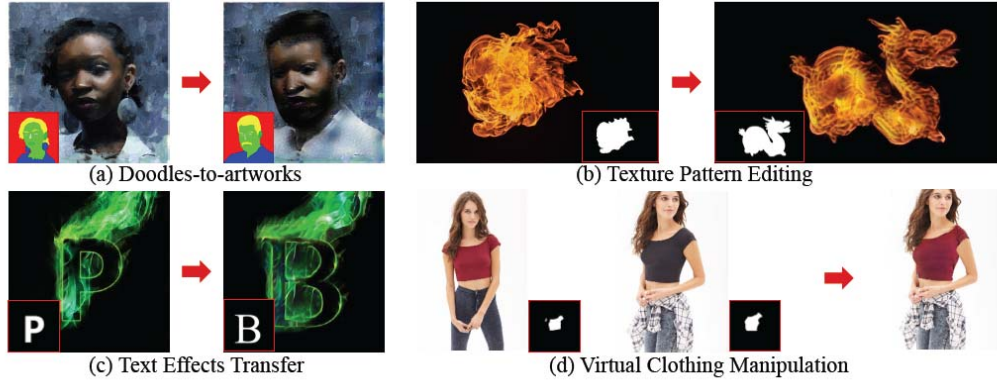 (a) Doodles-to-artworks
(b) Texture Pattern Editing
P
B
(c) Text Effects Transfer
(d) Virtual Clothing Manipulation